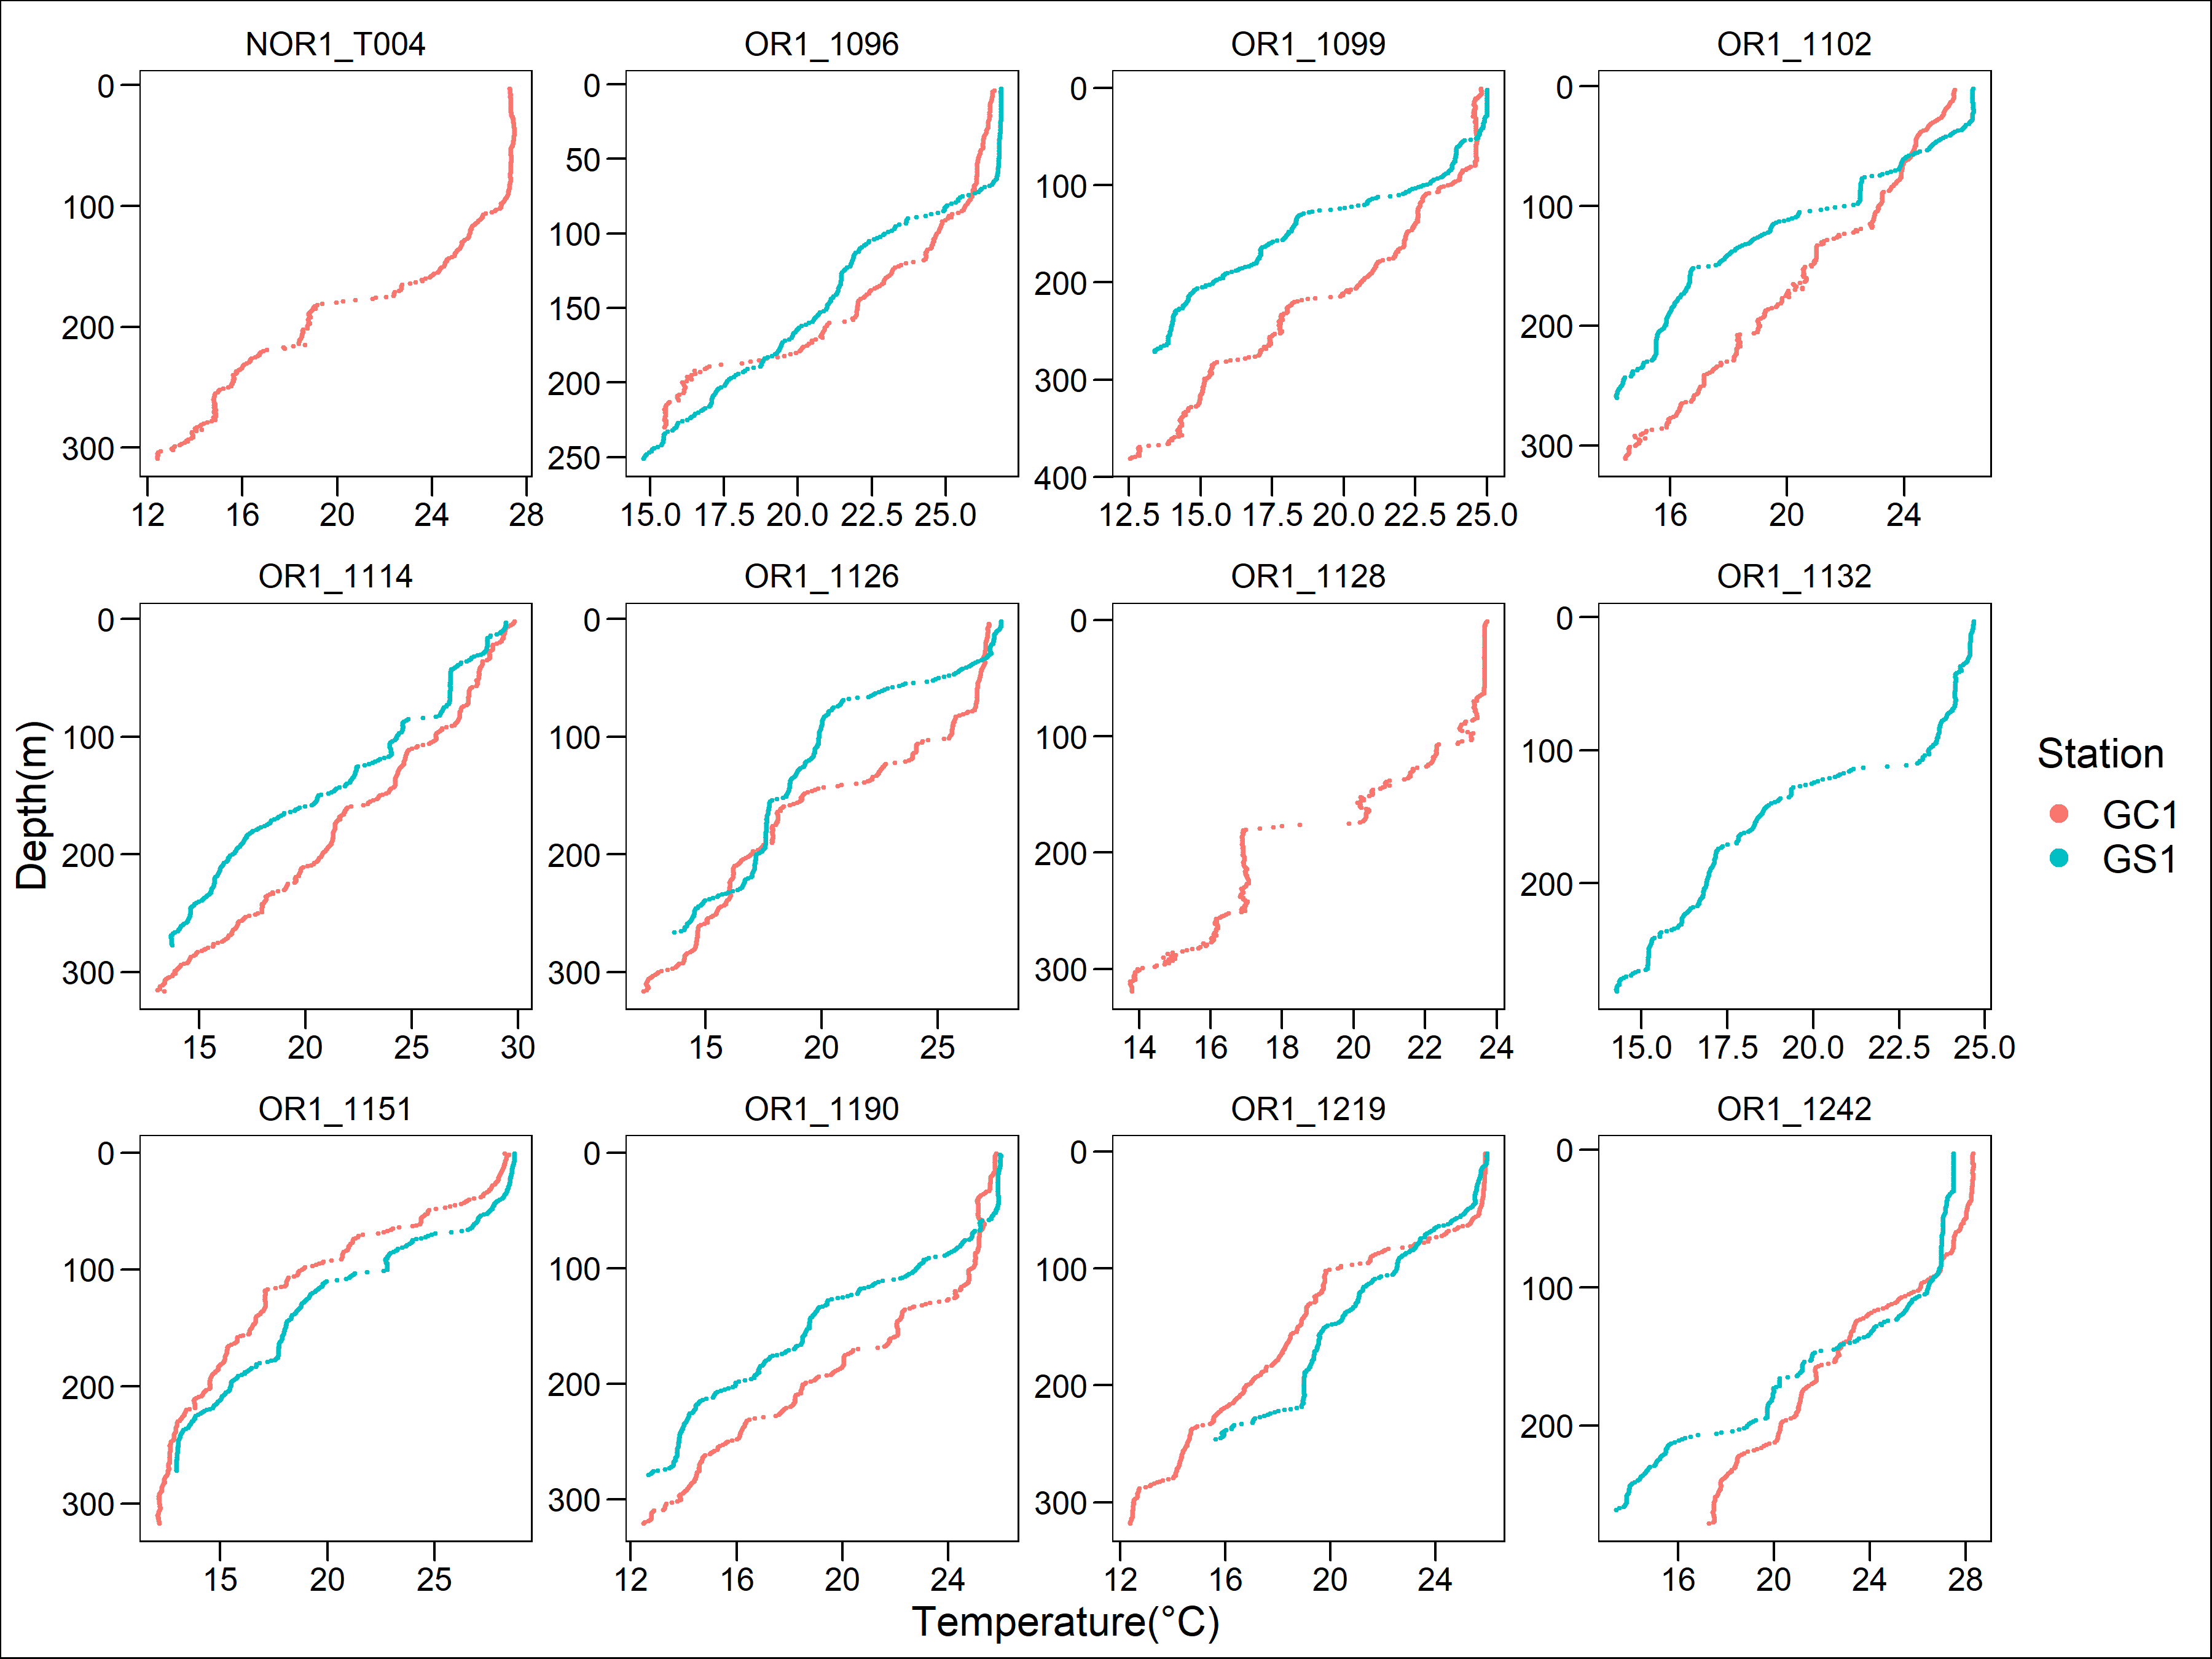 NOR1_T004 OR1_1096 OR1_1099 OR1_1102
0 0 0 0
50
100 100 100 100
150
200 200 200 200
300 250 300 300
400
12 16 20 24 28 15.0 17.5 20.0 22.5 25.0 12.5 15.0 17.5 20.0 22.5 25.0 16 20 24
OR1_1114 OR1_1126 OR1_1128 OR1_1132
0 0 0 0
100 100 100 100
200 200 200 200
300 300 300
15 20 25 30 15 20 25 14 16 18 20 22 24 15.0 17.5 20.0 22.5 25.0
OR1_1151 OR1_1190 OR1_1219 OR1_1242
0 0 0 0
100 100 100 100
200 200 200 200
300 300 300
15 20 25 12 16 20 24 12 16 20 24 16 20 24 28
Depth(m)
Temperature(°C)
Station
GC1
GS1